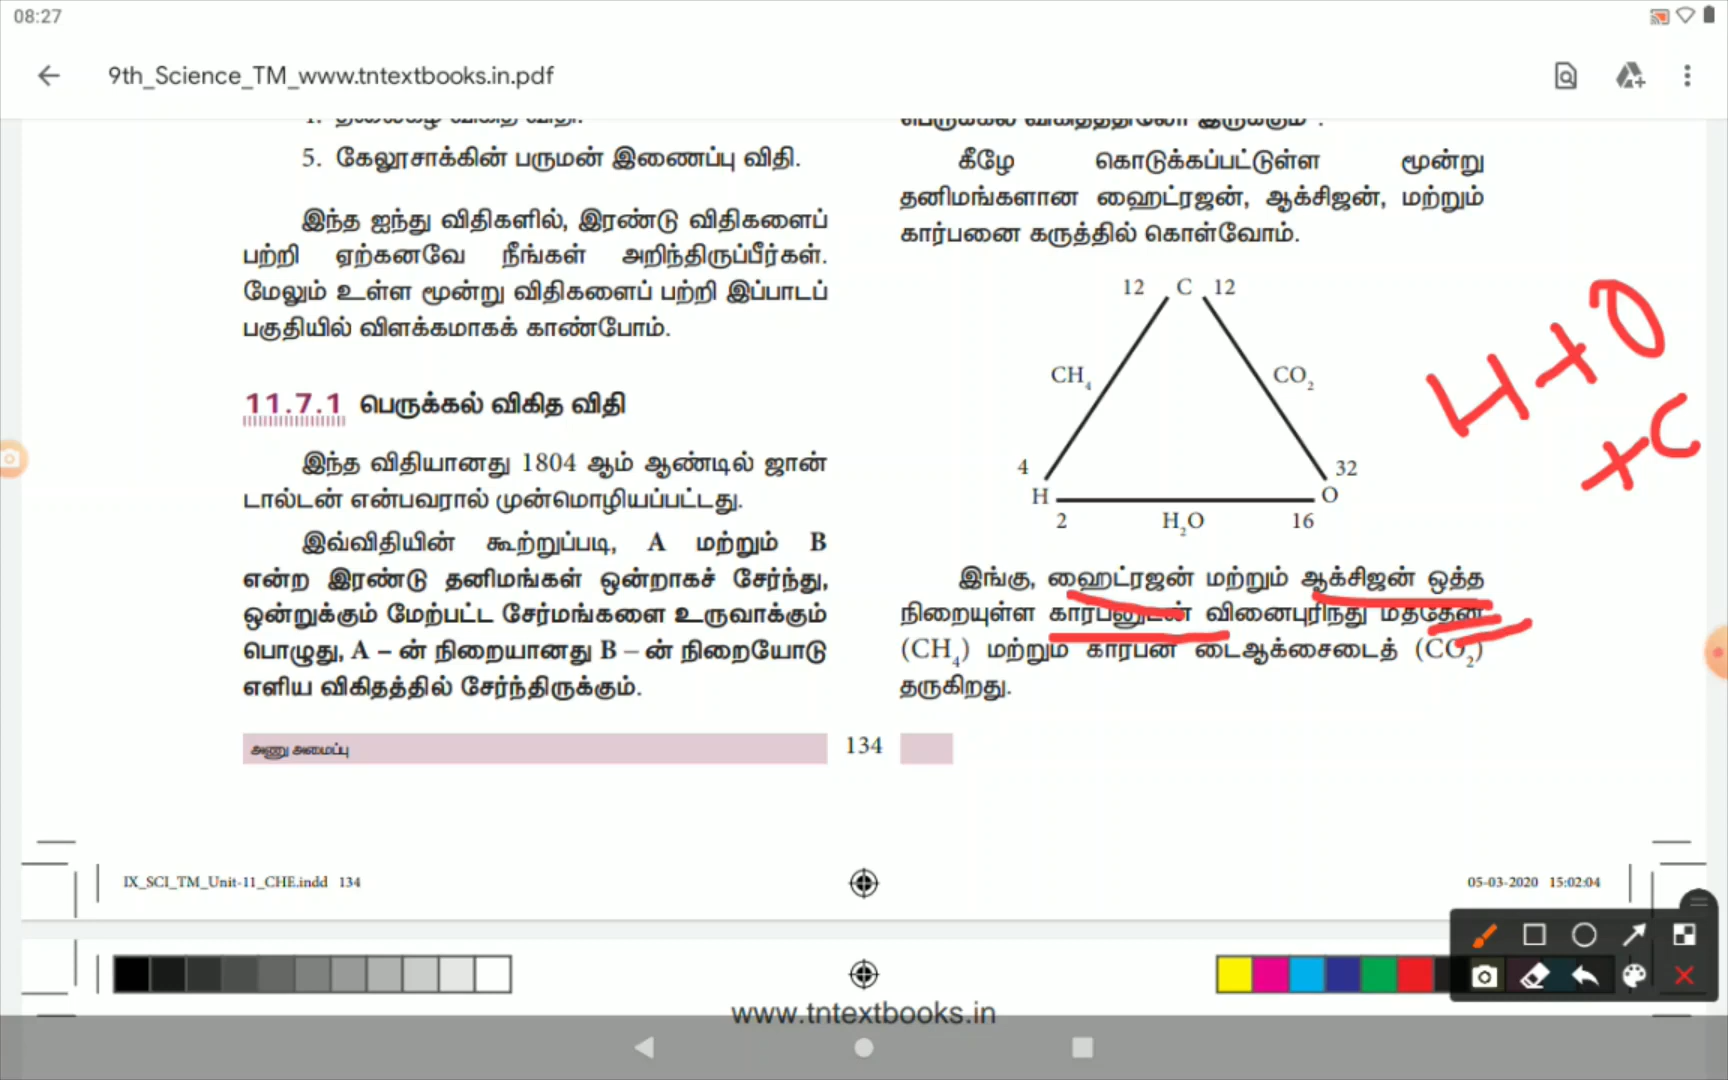 08:27
9th_Science_TM_www.tntextbooks.in.pdf
5. கேலூசாக்கின் பருமன் இணைப்பு விதி.
இந்த ஐந்து விதிகளில், இரண்டு விதிகளைப்
பற்றி ஏற்கனவே நீங்கள் அறிந்திருப்பீர்கள்.
மேலும் உள்ள மூன்று விதிகளைப் பற்றி இப்பாடப்
பகுதியில் விளக்கமாகக் காண்போம்.
11.7.1 பெருக்கல் விகித விதி
இந்த விதியானது 1804 ஆம் ஆண்டில் ஜான்
டால்டன் என்பவரால் முன்மொழியப்பட்டது.
இவ்விதியின் கூற்றுப்படி, A மற்றும் B
என்ற இரண்டு தனிமங்கள் ஒன்றாகச் சேர்ந்து,
ஒன்றுக்கும் மேற்பட்ட சேர்மங்களை உருவாக்கும்
பொழுது, A – ன் நிறையானது B – ன் நிறையோடு
எளிய விகிதத்தில் சேர்ந்திருக்கும்.
கீழே கொடுக்கப்பட்டுள்ள மூன்று
தனிமங்களான ஹைட்ரஜன், ஆக்சிஜன், மற்றும்
கார்பனை கருத்தில் கொள்வோம்.
12 C 12
CH₄ CO₂
4 32
H O
2 H₂O 16
H+O
+C
இங்கு, ஹைட்ரஜன் மற்றும் ஆக்சிஜன் ஒத்த
நிறையுள்ள கார்பனுடன் வினைபுரிந்து மீத்தேன்
(CH₄) மற்றும் கார்பன் டைஆக்சைடைத் (CO₂)
தருகிறது.
அணு அமைப்பு 134
IX_SCI_TM_Unit-11_CHE.indd 134 05-03-2020 15:02:04
www.tntextbooks.in